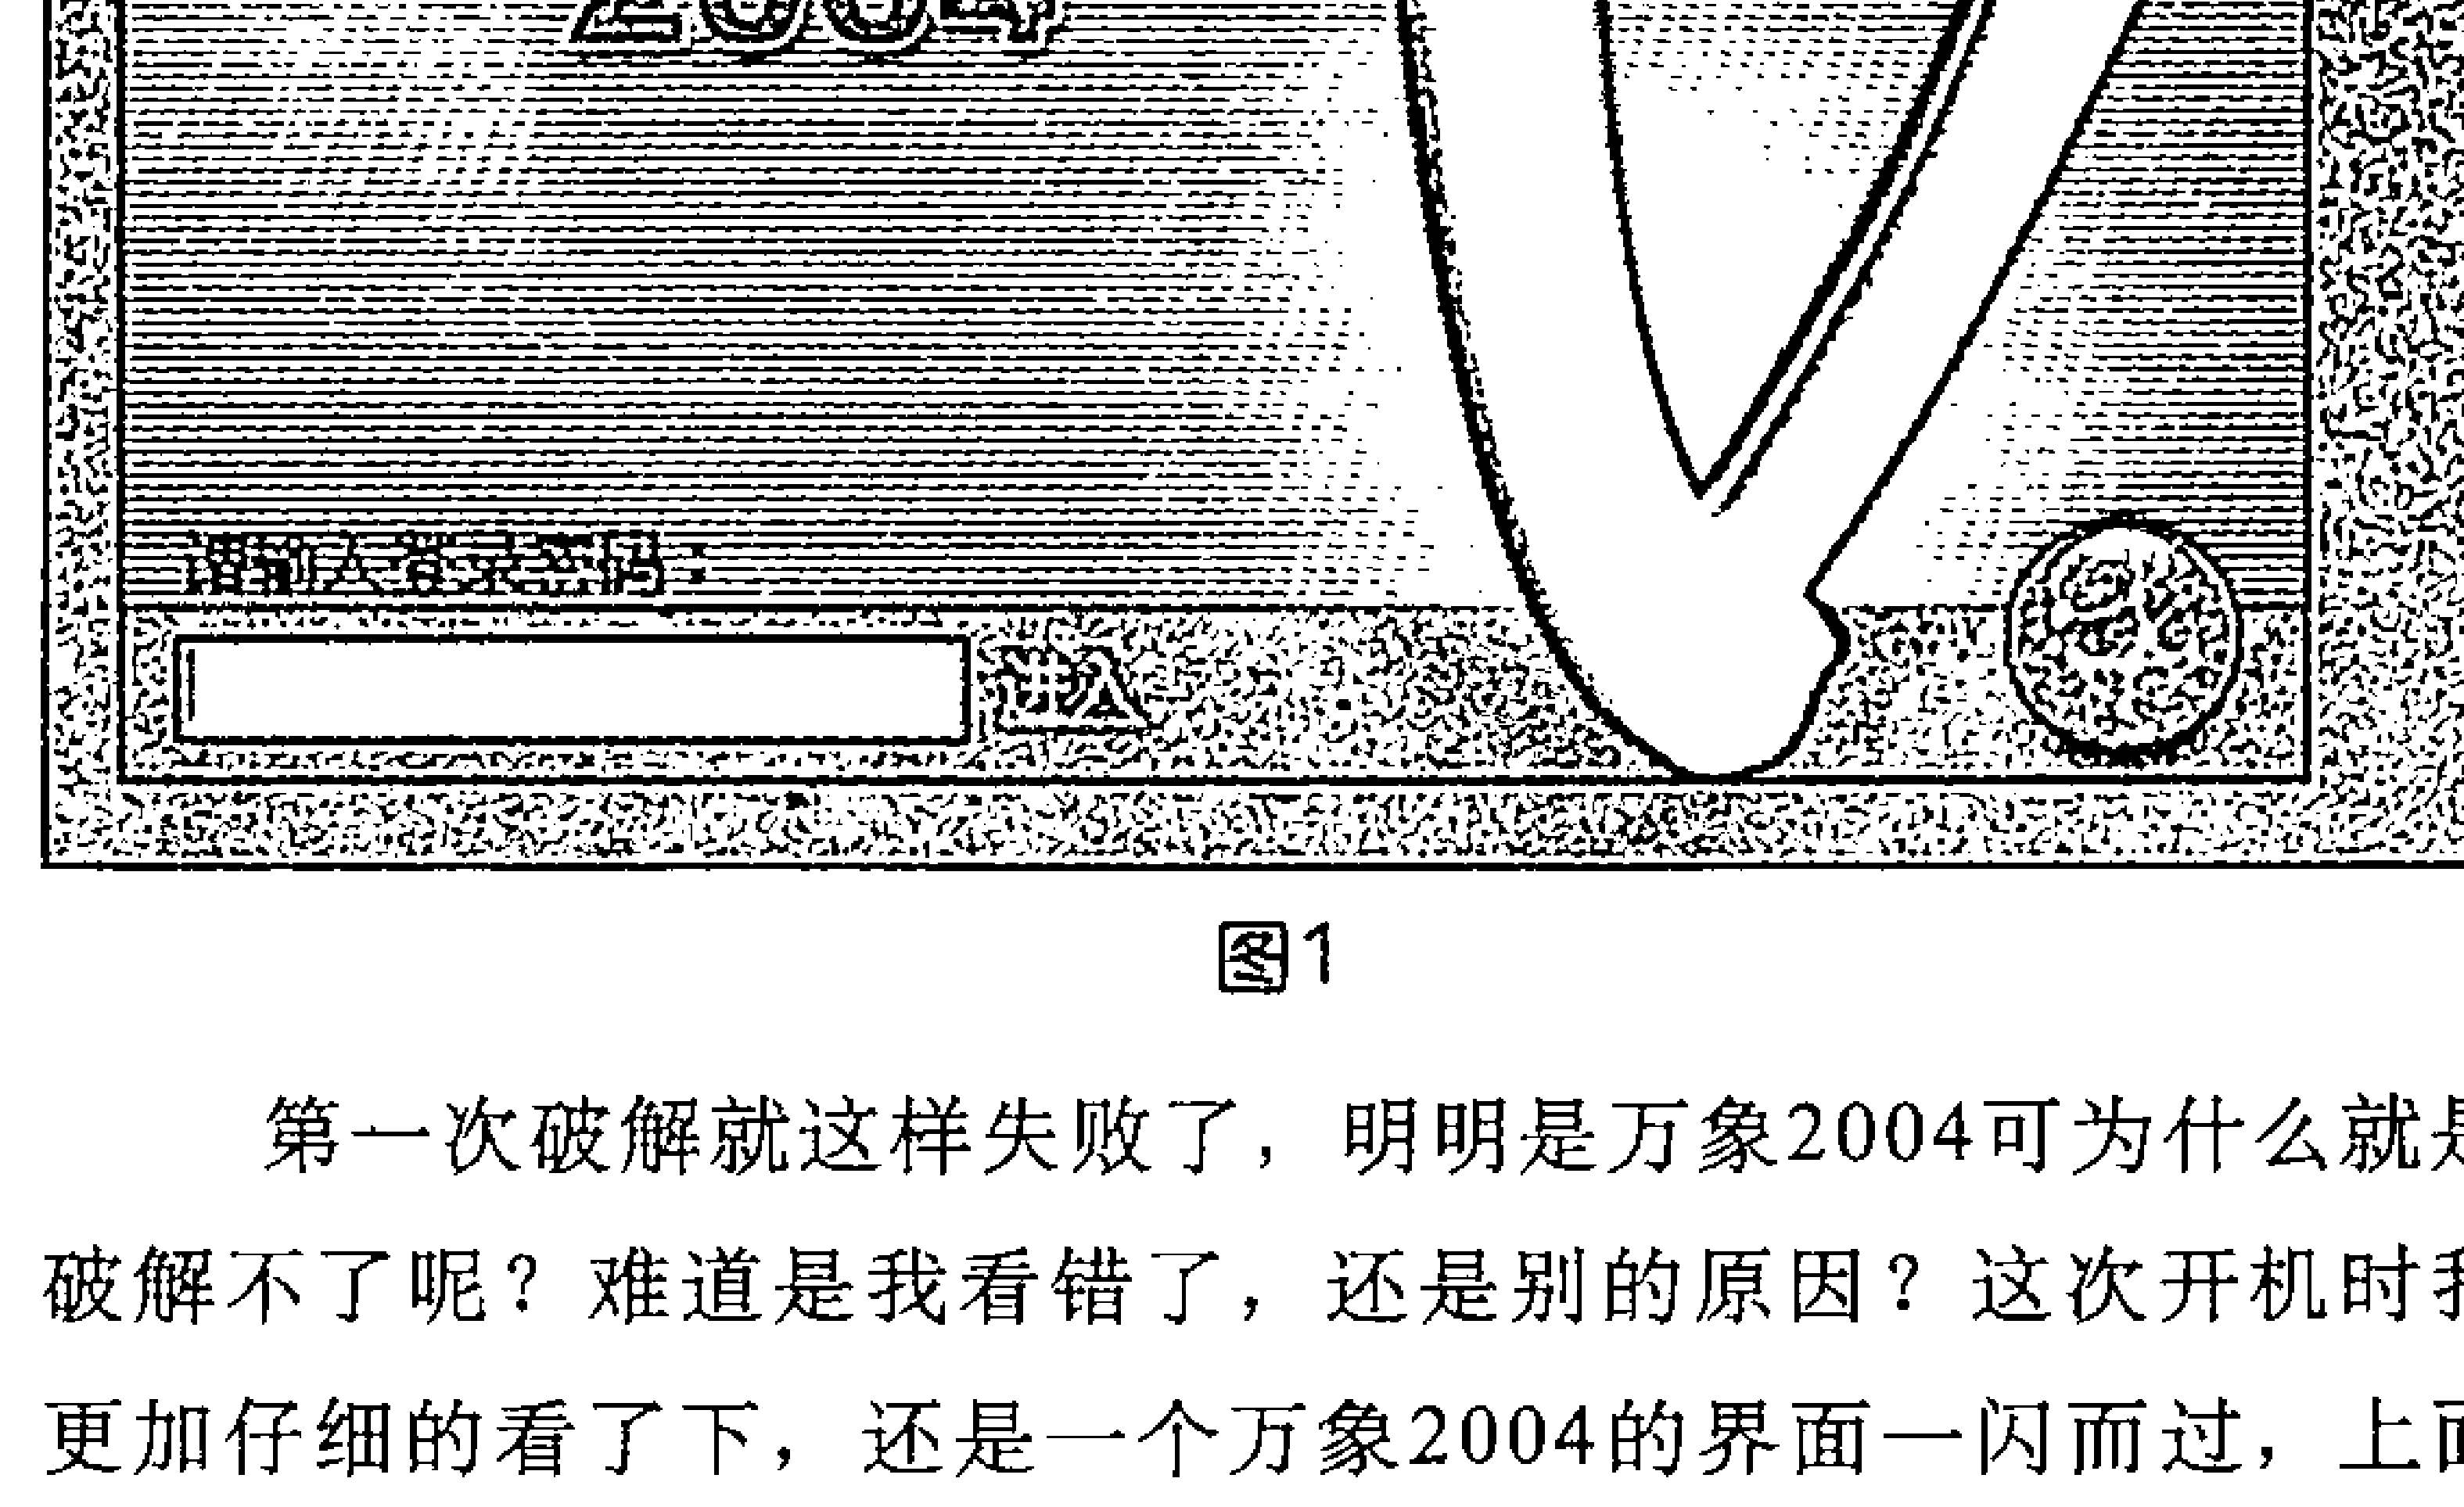 2004
请输入登录密码：
进入
图1
第一次破解就这样失败了，明明是万象2004可为什么就是
破解不了呢？难道是我看错了，还是别的原因？这次开机时我
更加仔细的看了下，还是一个万象2004的界面一闪而过，上面